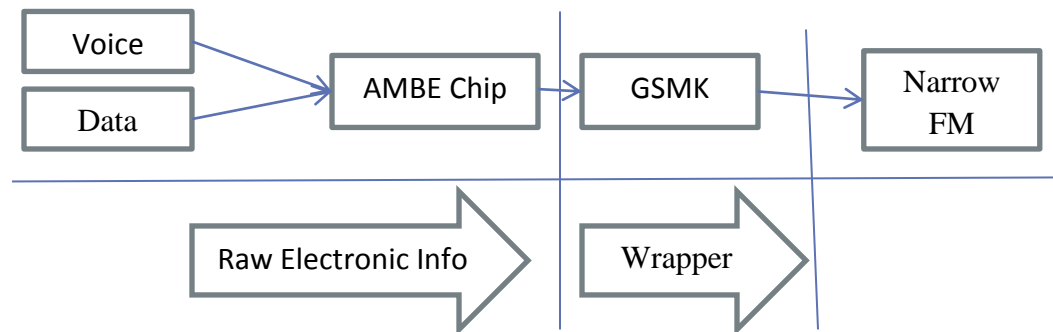 Voice
Data
AMBE Chip
GSMK
Narrow
FM
Raw Electronic Info
Wrapper